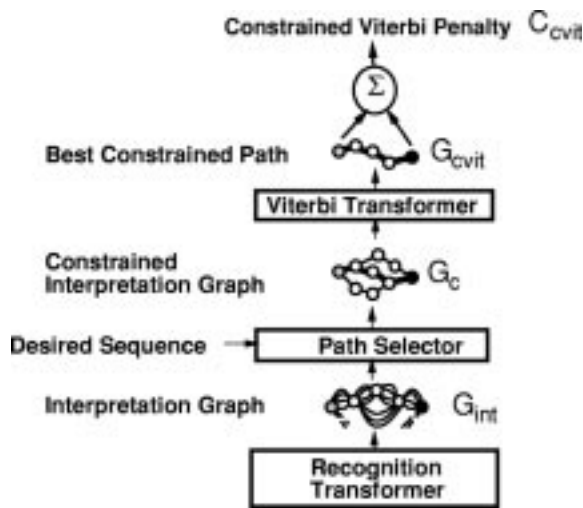 Constrained Viterbi Penalty C_cvit
Σ
Best Constrained Path G_cvit
Viterbi Transformer
Constrained
Interpretation Graph G_c
Desired Sequence Path Selector
Interpretation Graph G_int
Recognition
Transformer